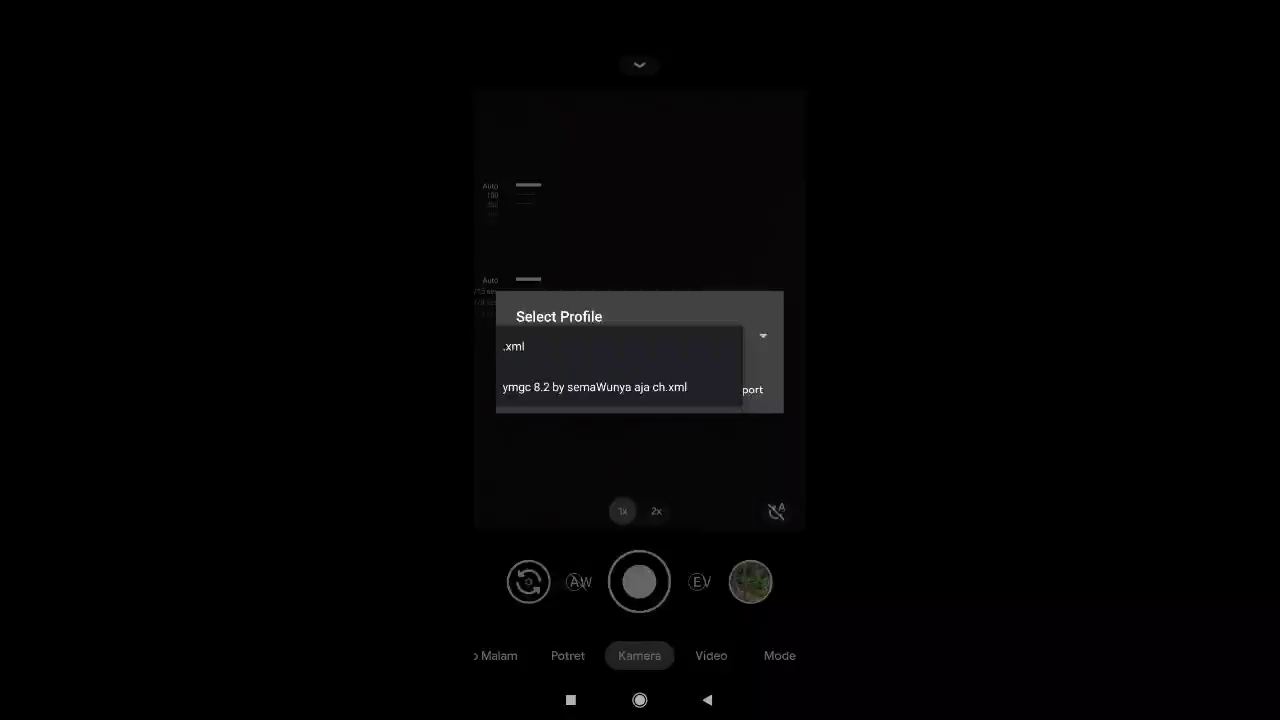 Auto
100
Auto
Select Profile
.xml
ymgc 8.2 by semaWunya aja ch.xml
port
1x
2x
A
AW
EV
Malam
Potret
Kamera
Video
Mode